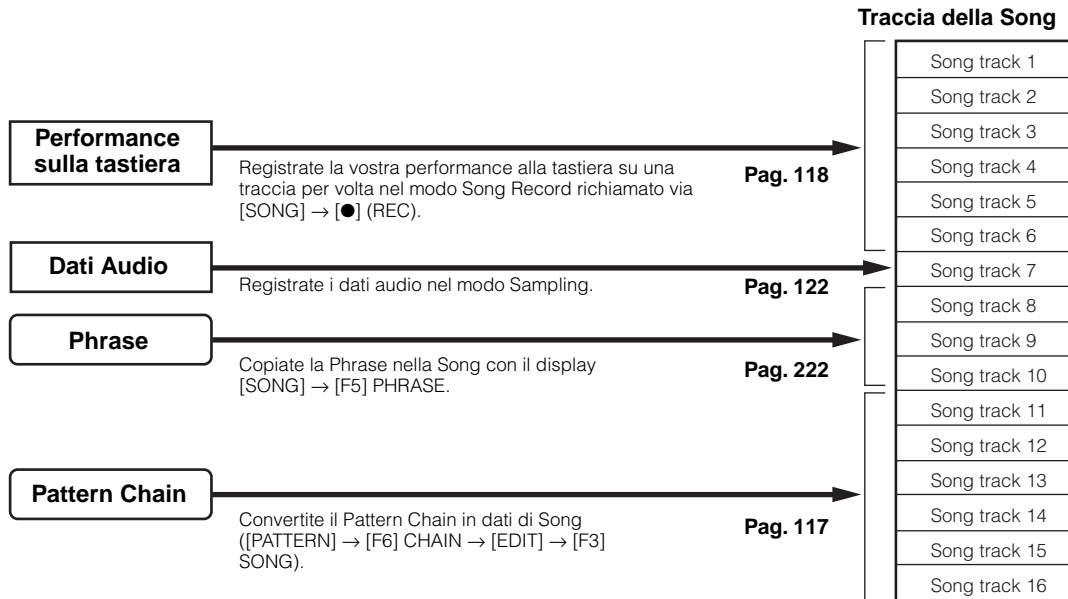 Traccia della Song
Performance
sulla tastiera
Registrate la vostra performance alla tastiera su una
traccia per volta nel modo Song Record richiamato via
[SONG] → [●] (REC).
Pag. 118
Dati Audio
Registrate i dati audio nel modo Sampling.
Pag. 122
Phrase
Copiate la Phrase nella Song con il display
[SONG] → [F5] PHRASE.
Pag. 222
Pattern Chain
Convertite il Pattern Chain in dati di Song
([PATTERN] → [F6] CHAIN → [EDIT] → [F3]
SONG).
Pag. 117
Song track 1
Song track 2
Song track 3
Song track 4
Song track 5
Song track 6
Song track 7
Song track 8
Song track 9
Song track 10
Song track 11
Song track 12
Song track 13
Song track 14
Song track 15
Song track 16